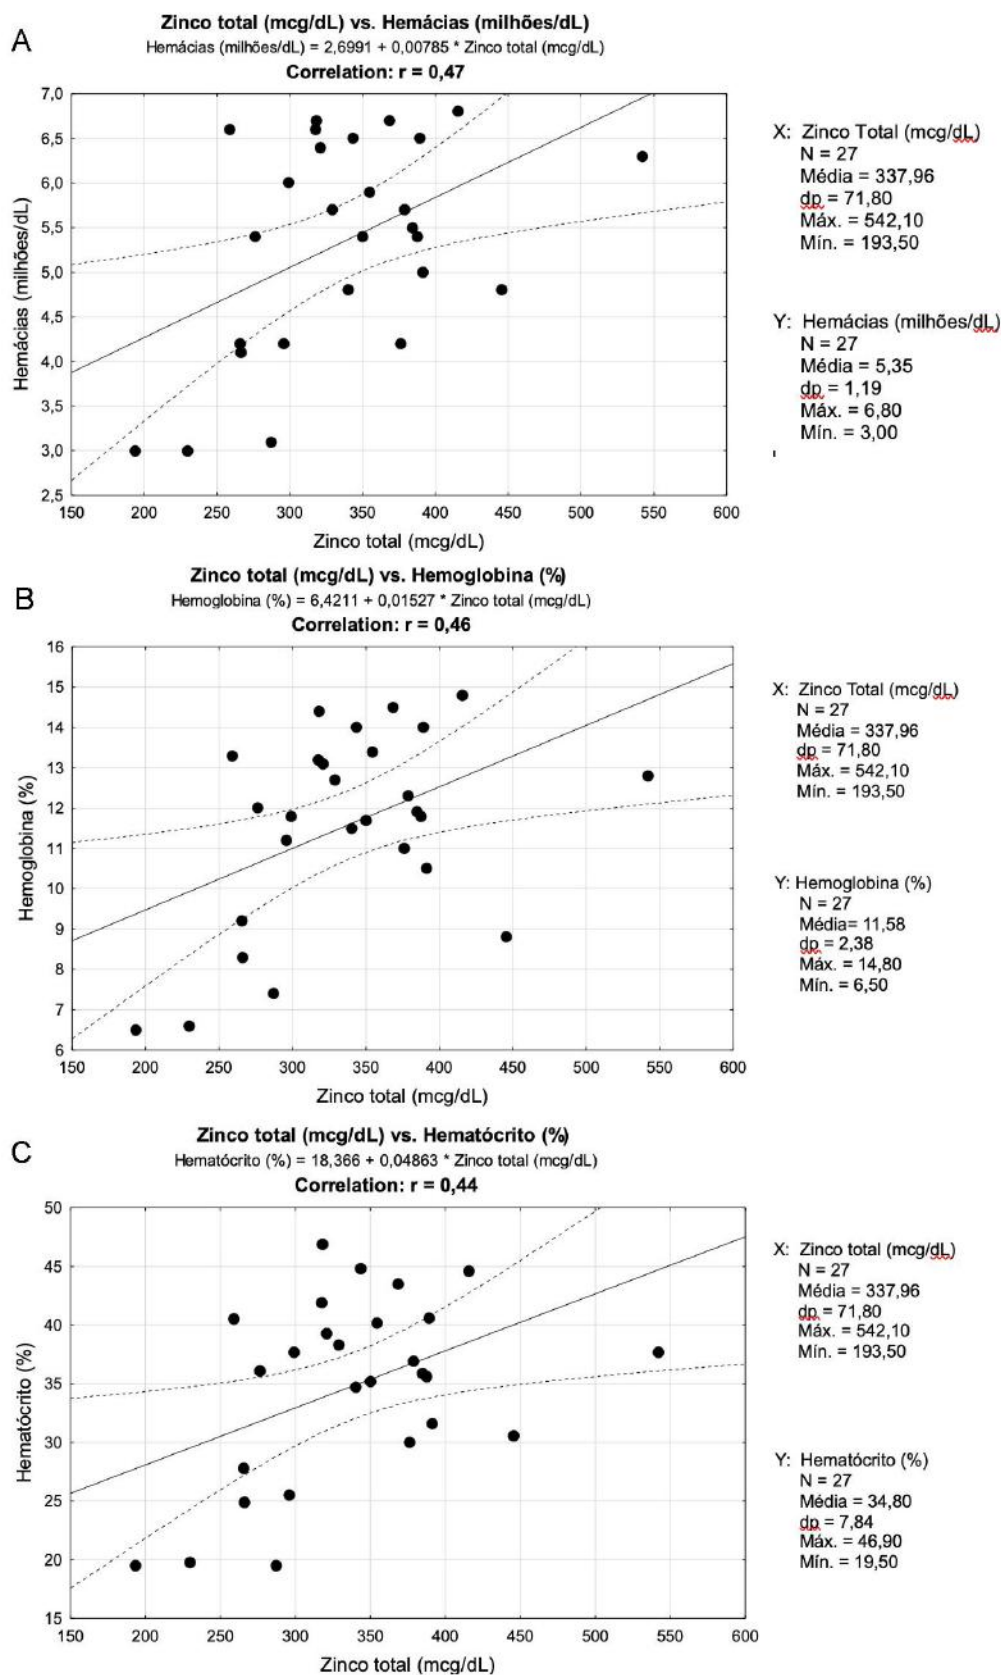 A
Zinco total (mcg/dL) vs. Hemácias (milhões/dL)
Hemácias (milhões/dL) = 2,6991 + 0,00785 * Zinco total (mcg/dL)
Correlation: r = 0,47
7,0
6,5
6,0
5,5
5,0
4,5
4,0
3,5
3,0
2,5
Hemácias (milhões/dL)
150 200 250 300 350 400 450 500 550 600
Zinco total (mcg/dL)
X: Zinco Total (mcg/dL)
N = 27
Média = 337,96
dp = 71,80
Máx. = 542,10
Mín. = 193,50
Y: Hemácias (milhões/dL)
N = 27
Média = 5,35
dp = 1,19
Máx. = 6,80
Mín. = 3,00
B
Zinco total (mcg/dL) vs. Hemoglobina (%)
Hemoglobina (%) = 6,4211 + 0,01527 * Zinco total (mcg/dL)
Correlation: r = 0,46
16
15
14
13
12
11
10
9
8
7
6
Hemoglobina (%)
150 200 250 300 350 400 450 500 550 600
Zinco total (mcg/dL)
X: Zinco Total (mcg/dL)
N = 27
Média = 337,96
dp = 71,80
Máx. = 542,10
Mín. = 193,50
Y: Hemoglobina (%)
N = 27
Média= 11,58
dp = 2,38
Máx. = 14,80
Mín. = 6,50
C
Zinco total (mcg/dL) vs. Hematócrito (%)
Hematócrito (%) = 18,366 + 0,04863 * Zinco total (mcg/dL)
Correlation: r = 0,44
50
45
40
35
30
25
20
15
Hematócrito (%)
150 200 250 300 350 400 450 500 550 600
Zinco total (mcg/dL)
X: Zinco total (mcg/dL)
N = 27
Média = 337,96
dp = 71,80
Máx. = 542,10
Mín. = 193,50
Y: Hematócrito (%)
N = 27
Média = 34,80
dp = 7,84
Máx. = 46,90
Mín. = 19,50